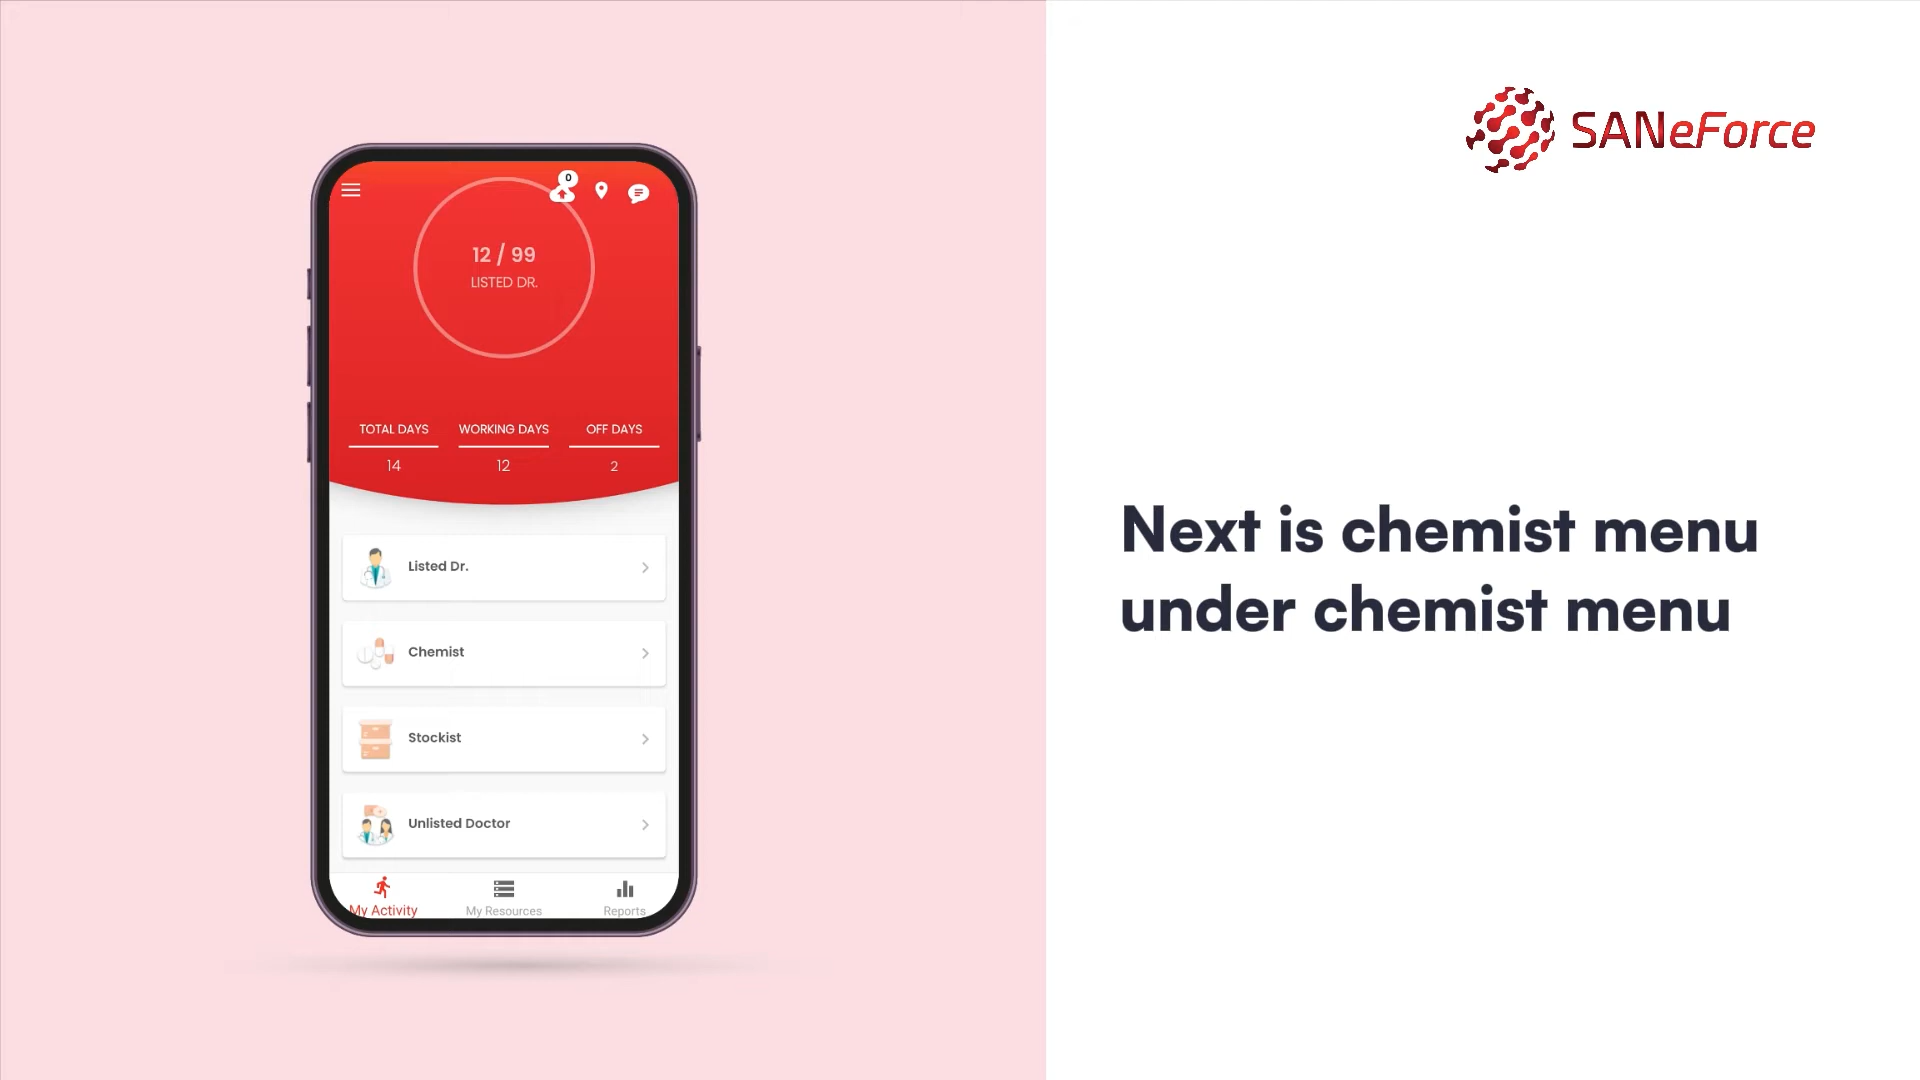 0
12 / 99
LISTED DR.
TOTAL DAYS WORKING DAYS OFF DAYS
14 12 2
Listed Dr.
Chemist
Stockist
Unlisted Doctor
My Activity My Resources Reports
SANeForce
Next is chemist menu
under chemist menu